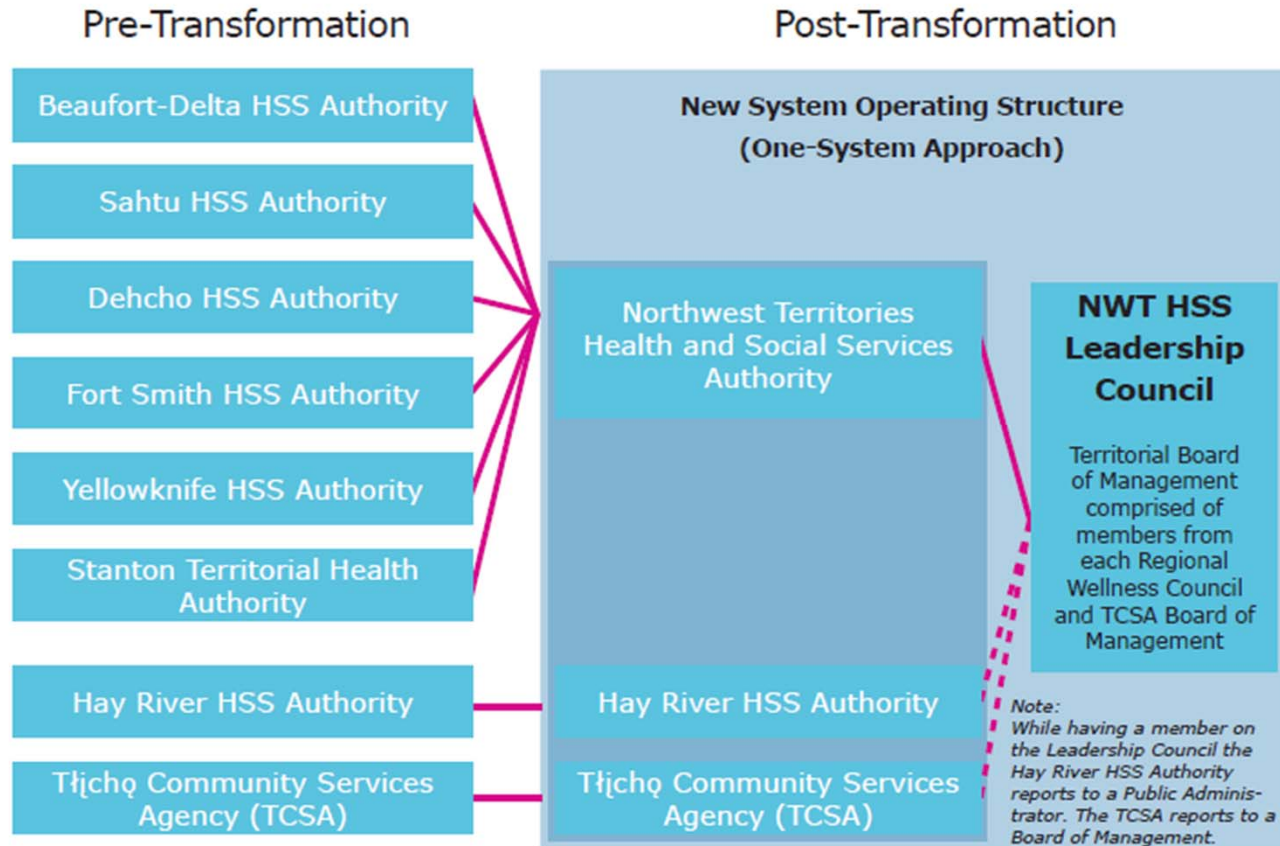 Pre-Transformation
Post-Transformation
Beaufort-Delta HSS Authority
Sahtu HSS Authority
Dehcho HSS Authority
Fort Smith HSS Authority
Yellowknife HSS Authority
Stanton Territorial Health
Authority
Hay River HSS Authority
Tłı̨chǫ Community Services
Agency (TCSA)
New System Operating Structure
(One-System Approach)
Northwest Territories
Health and Social Services
Authority
Hay River HSS Authority
Tłı̨chǫ Community Services
Agency (TCSA)
NWT HSS
Leadership
Council
Territorial Board
of Management
comprised of
members from
each Regional
Wellness Council
and TCSA Board of
Management
Note:
While having a member on
the Leadership Council the
Hay River HSS Authority
reports to a Public Adminis-
trator. The TCSA reports to a
Board of Management.